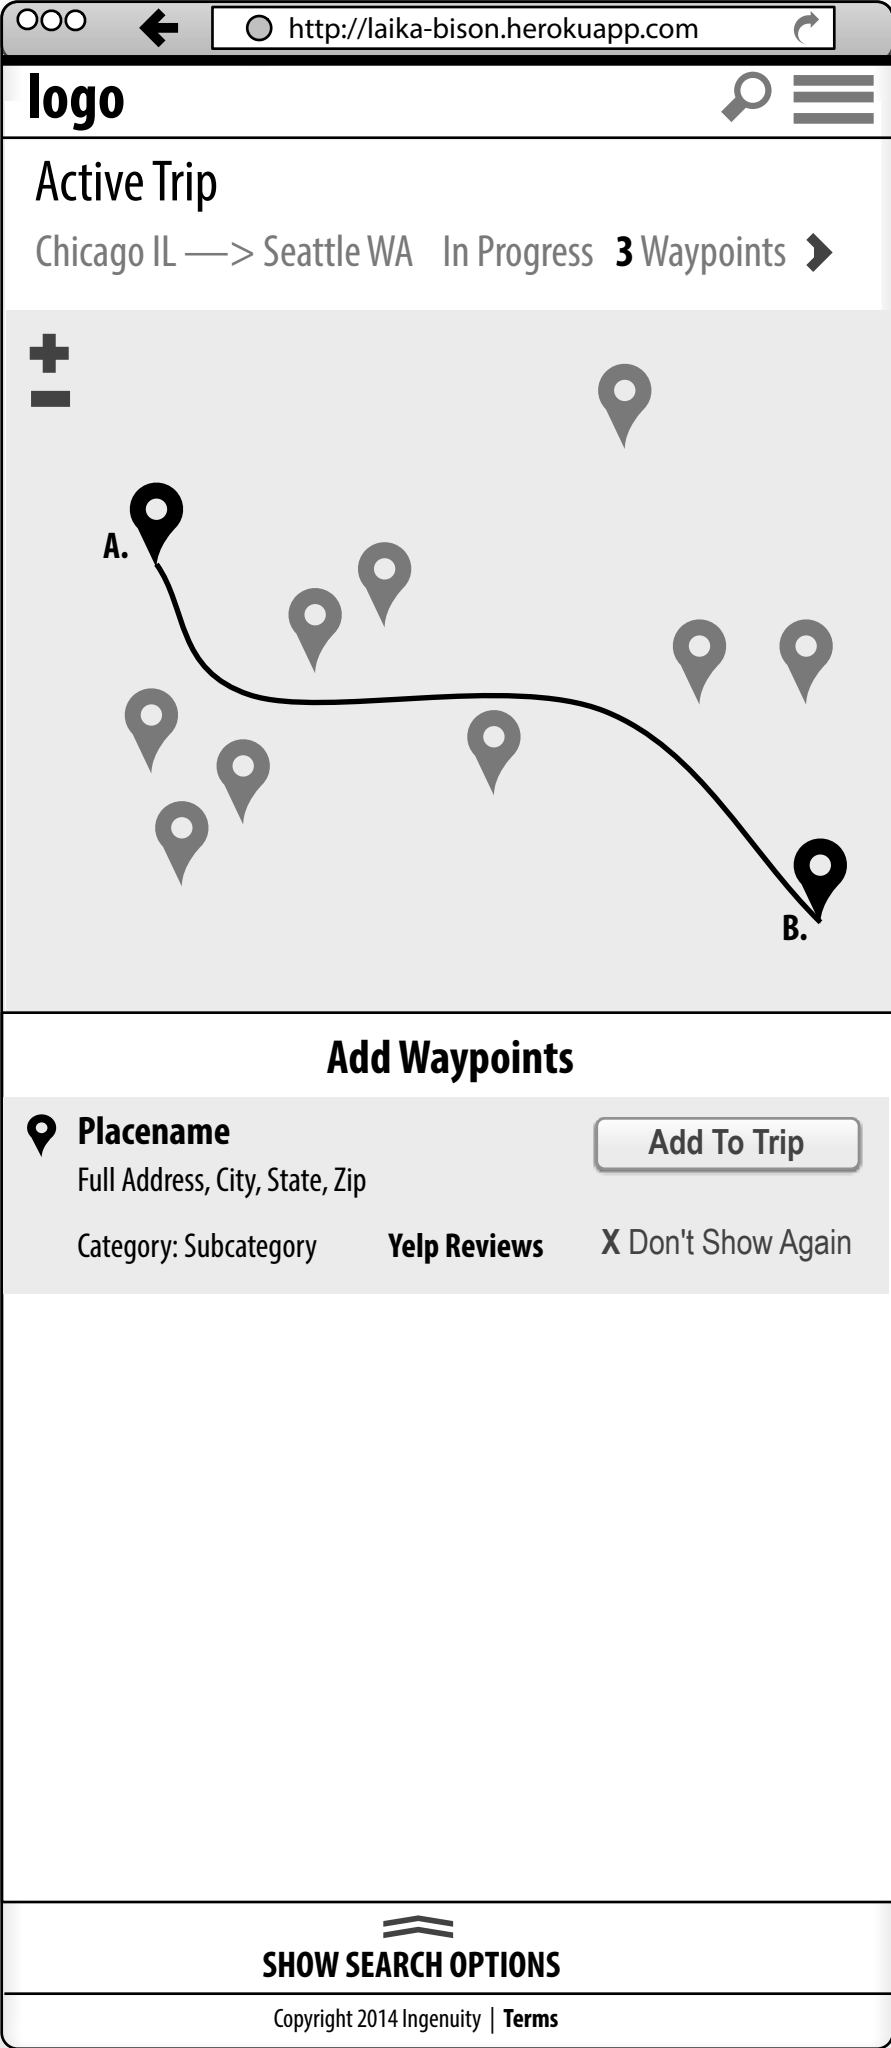 http://laika-bison.herokuapp.com
logo
Active Trip
Chicago IL —> Seattle WA In Progress 3 Waypoints
A.
B.
Add Waypoints
Placename
Add To Trip
Full Address, City, State, Zip
Category: Subcategory Yelp Reviews X Don't Show Again
SHOW SEARCH OPTIONS
Copyright 2014 Ingenuity | Terms